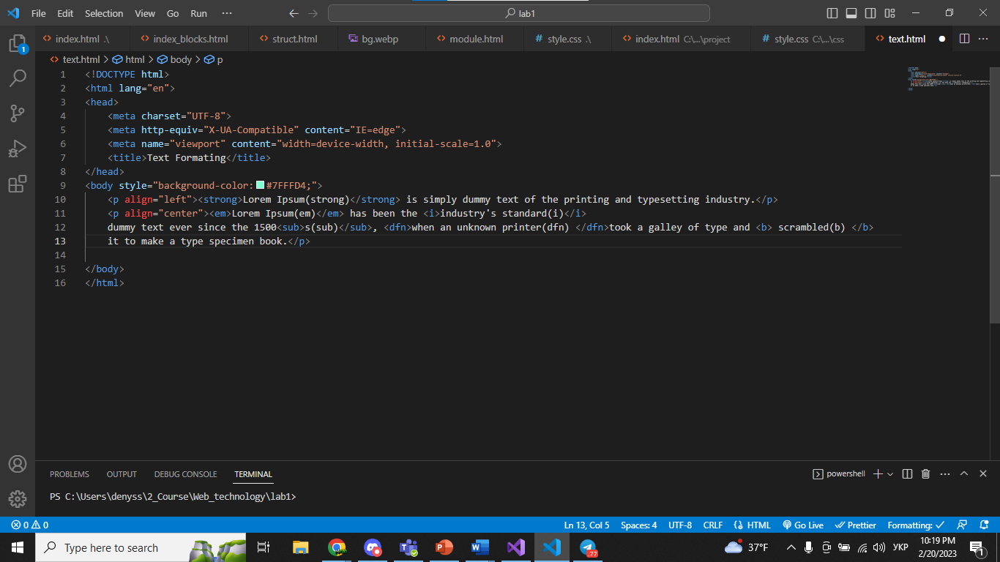 File Edit Selection View Go Run ··· lab1
index.html .\ index_blocks.html struct.html bg.webp module.html style.css .\ index.html C:\...\project style.css C:\...\css text.html
text.html > html > body > p
1 <!DOCTYPE html>
2 <html lang="en">
3 <head>
4 <meta charset="UTF-8">
5 <meta http-equiv="X-UA-Compatible" content="IE=edge">
6 <meta name="viewport" content="width=device-width, initial-scale=1.0">
7 <title>Text Formating</title>
8 </head>
9 <body style="background-color: #7FFFD4;">
10 <p align="left"><strong>Lorem Ipsum(strong)</strong> is simply dummy text of the printing and typesetting industry.</p>
11 <p align="center"><em>Lorem Ipsum(em)</em> has been the <i>industry's standard(i)</i>
12 dummy text ever since the 1500<sub>s(sub)</sub>, <dfn>when an unknown printer(dfn) </dfn>took a galley of type and <b> scrambled(b) </b>
13 it to make a type specimen book.</p>
14
15 </body>
16 </html>
1
PROBLEMS OUTPUT DEBUG CONSOLE TERMINAL powershell
PS C:\Users\denyss\2_Course\Web_technology\lab1>
0 0 Ln 13, Col 5 Spaces: 4 UTF-8 CRLF HTML Go Live Prettier Formatting:
Type here to search 77 37°F УКР 10:19 PM
2/20/2023 1